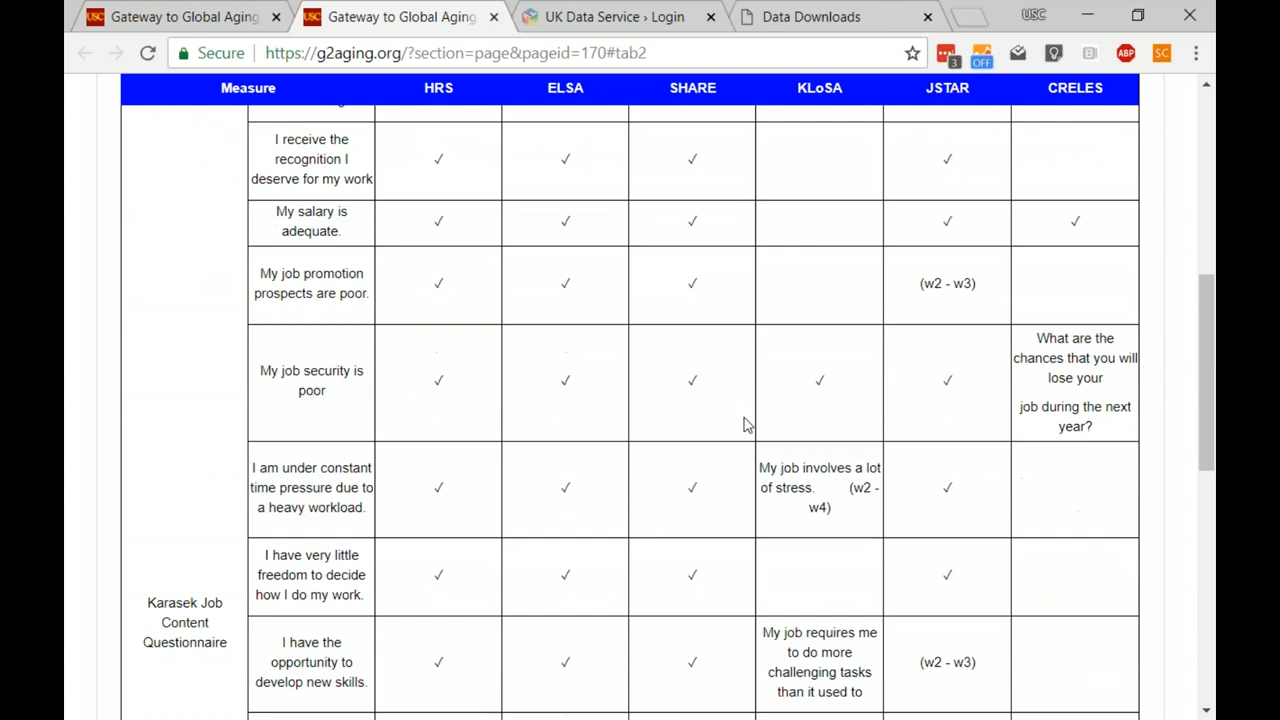 Gateway to Global Aging
Gateway to Global Aging
UK Data Service › Login
Data Downloads
USC
Secure
https://g2aging.org/?section=page&pageid=170#tab2
3
OFF
ABP
SC
Measure HRS ELSA SHARE KLoSA JSTAR CRELES
I receive the
recognition I
deserve for my work
✓ ✓ ✓ ✓
My salary is
adequate.
✓ ✓ ✓ ✓ ✓
My job promotion
prospects are poor.
✓ ✓ ✓ (w2 - w3)
My job security is
poor
✓ ✓ ✓ ✓ ✓
What are the
chances that you will
lose your
job during the next
year?
I am under constant
time pressure due to
a heavy workload.
✓ ✓ ✓
My job involves a lot
of stress. (w2 -
w4)
✓
I have very little
freedom to decide
how I do my work.
✓ ✓ ✓ ✓
Karasek Job
Content
Questionnaire
I have the
opportunity to
develop new skills.
✓ ✓ ✓
My job requires me
to do more
challenging tasks
than it used to
(w2 - w3)